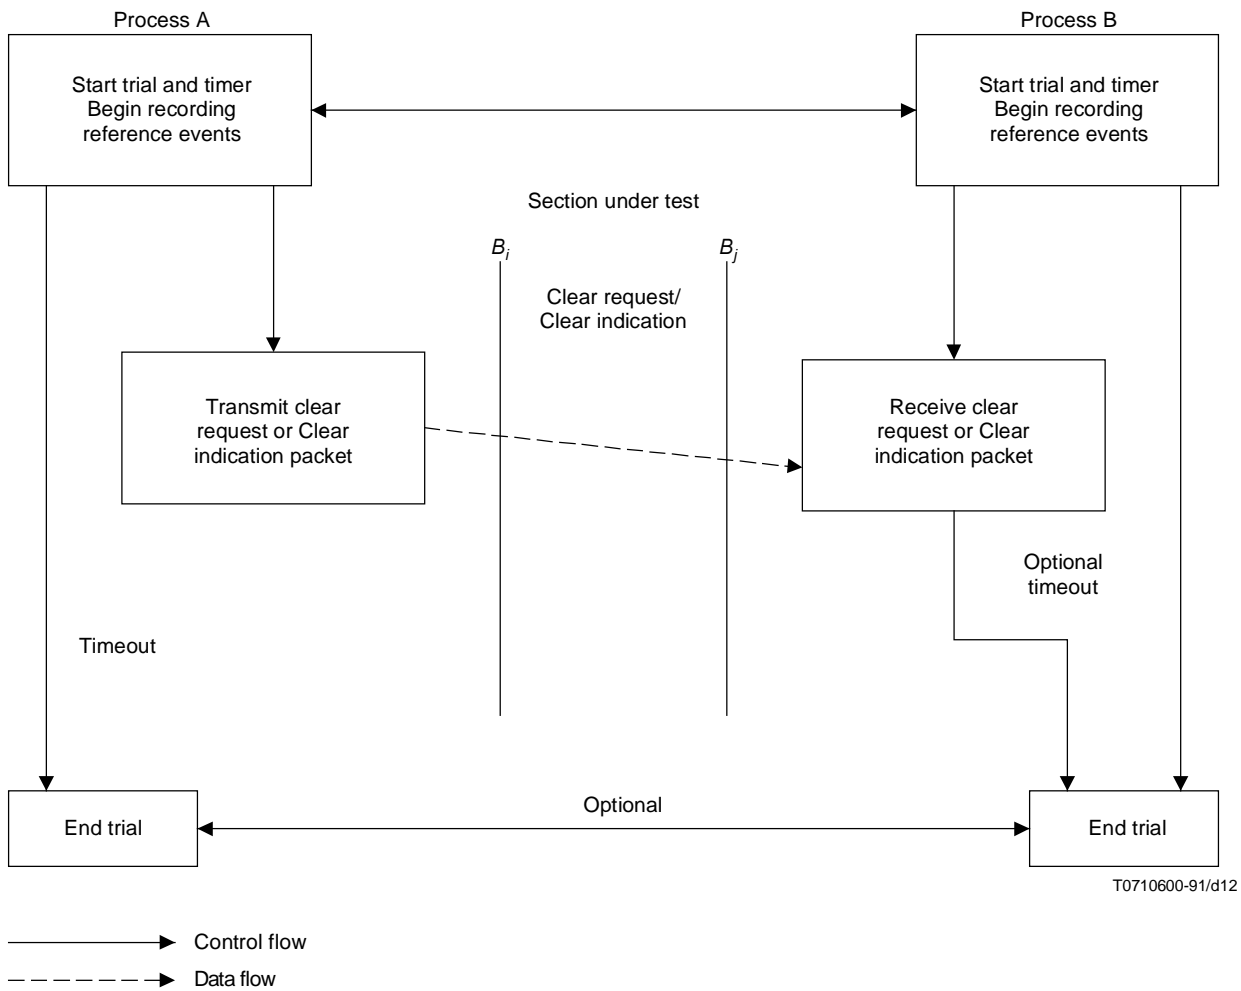 Process A
Process B
Start trial and timer
Begin recording
reference events
Start trial and timer
Begin recording
reference events
Section under test
Bi
Bj
Clear request/
Clear indication
Transmit clear
request or Clear
indication packet
Receive clear
request or Clear
indication packet
Optional
timeout
Timeout
Optional
End trial
End trial
T0710600-91/d12
Control flow
Data flow